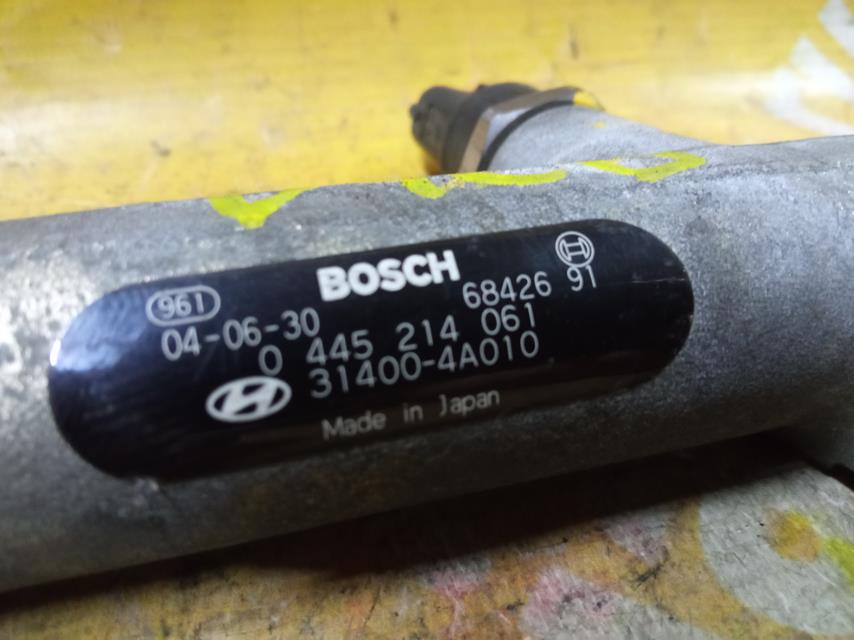 BOSCH
961
04-06-30 68426 91
0 445 214 061
31400-4A010
Made in Japan